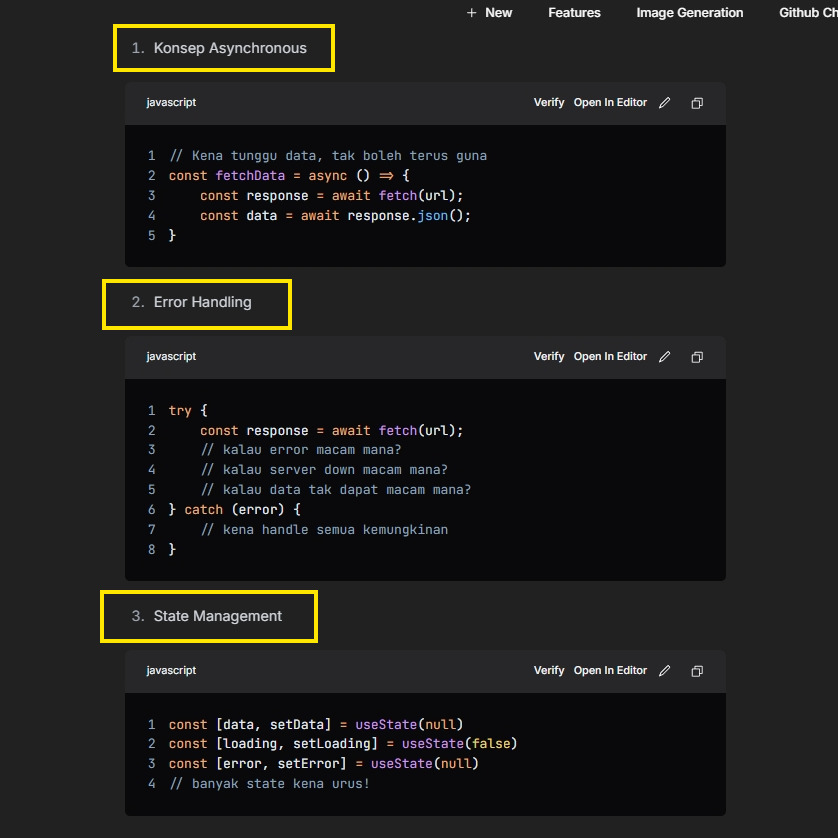 + New Features Image Generation Github Ch
1. Konsep Asynchronous
javascript Verify Open In Editor
1 // Kena tunggu data, tak boleh terus guna
2 const fetchData = async () => {
3 const response = await fetch(url);
4 const data = await response.json();
5 }
2. Error Handling
javascript Verify Open In Editor
1 try {
2 const response = await fetch(url);
3 // kalau error macam mana?
4 // kalau server down macam mana?
5 // kalau data tak dapat macam mana?
6 } catch (error) {
7 // kena handle semua kemungkinan
8 }
3. State Management
javascript Verify Open In Editor
1 const [data, setData] = useState(null)
2 const [loading, setLoading] = useState(false)
3 const [error, setError] = useState(null)
4 // banyak state kena urus!